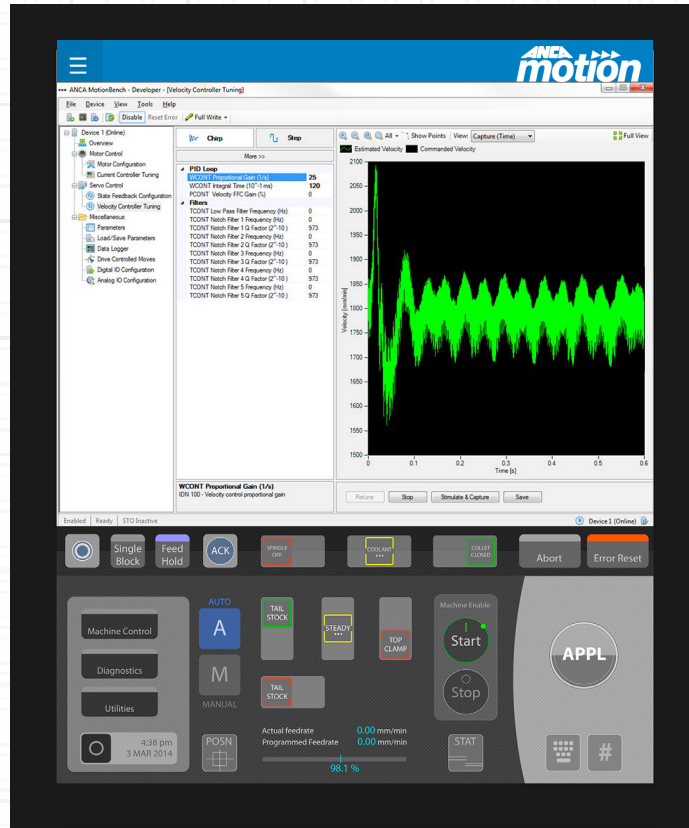 ANCA
motion
ANCA MotionBench - Developer - [Velocity Controller Tuning]
File Device View Tools Help
Disable Reset Error Full Write
Device 1 (Online)
Overview
Motor Control
Motor Configuration
Current Controller Tuning
Servo Control
State Feedback Configuration
Velocity Controller Tuning
Miscellaneous
Parameters
Load/Save Parameters
Data Logger
Drive Controlled Moves
Digital IO Configuration
Analog IO Configuration
Chirp Step
More >>
PID Loop
WCONT Proportional Gain (1/s) 25
WCONT Integral Time (10^-1 ms) 120
PCONT Velocity FFC Gain (%) 0
Filters
TCONT Low Pass Filter Frequency (Hz) 0
TCONT Notch Filter 1 Frequency (Hz) 0
TCONT Notch Filter 1 Q Factor (2^-10 ) 973
TCONT Notch Filter 2 Frequency (Hz) 0
TCONT Notch Filter 2 Q Factor (2^-10 ) 973
TCONT Notch Filter 3 Frequency (Hz) 0
TCONT Notch Filter 3 Q Factor (2^-10 ) 973
TCONT Notch Filter 4 Frequency (Hz) 0
TCONT Notch Filter 4 Q Factor (2^-10 ) 973
TCONT Notch Filter 5 Frequency (Hz) 0
TCONT Notch Filter 5 Q Factor (2^-10 ) 973
WCONT Proportional Gain (1/s)
IDN 100 - Velocity control proportional gain
All Show Points View: Capture (Time) Full View
Estimated Velocity Commanded Velocity
2100
2050
2000
1950
1900
1850
1800
1750
1700
1650
1600
1550
1500
Velocity [mm/min]
0 0.1 0.2 0.3 0.4 0.5 0.6
Time [s]
Retune Stop Stimulate & Capture Save
Enabled Ready STO Inactive Device 1 (Online)
Single Block
Feed Hold
ACK
SPINDLE OFF
COOLANT
COLLET CLOSED
Abort
Error Reset
Machine Control
Diagnostics
Utilities
4:38 pm
3 MAR 2014
AUTO
A
M
MANUAL
POSN
TAIL STOCK
STEADY
TOP CLAMP
TAIL STOCK
Actual feedrate 0.00 mm/min
Programmed Feedrate 0.00 mm/min
98.1 %
Machine Enable
Start
Stop
STAT
APPL
#